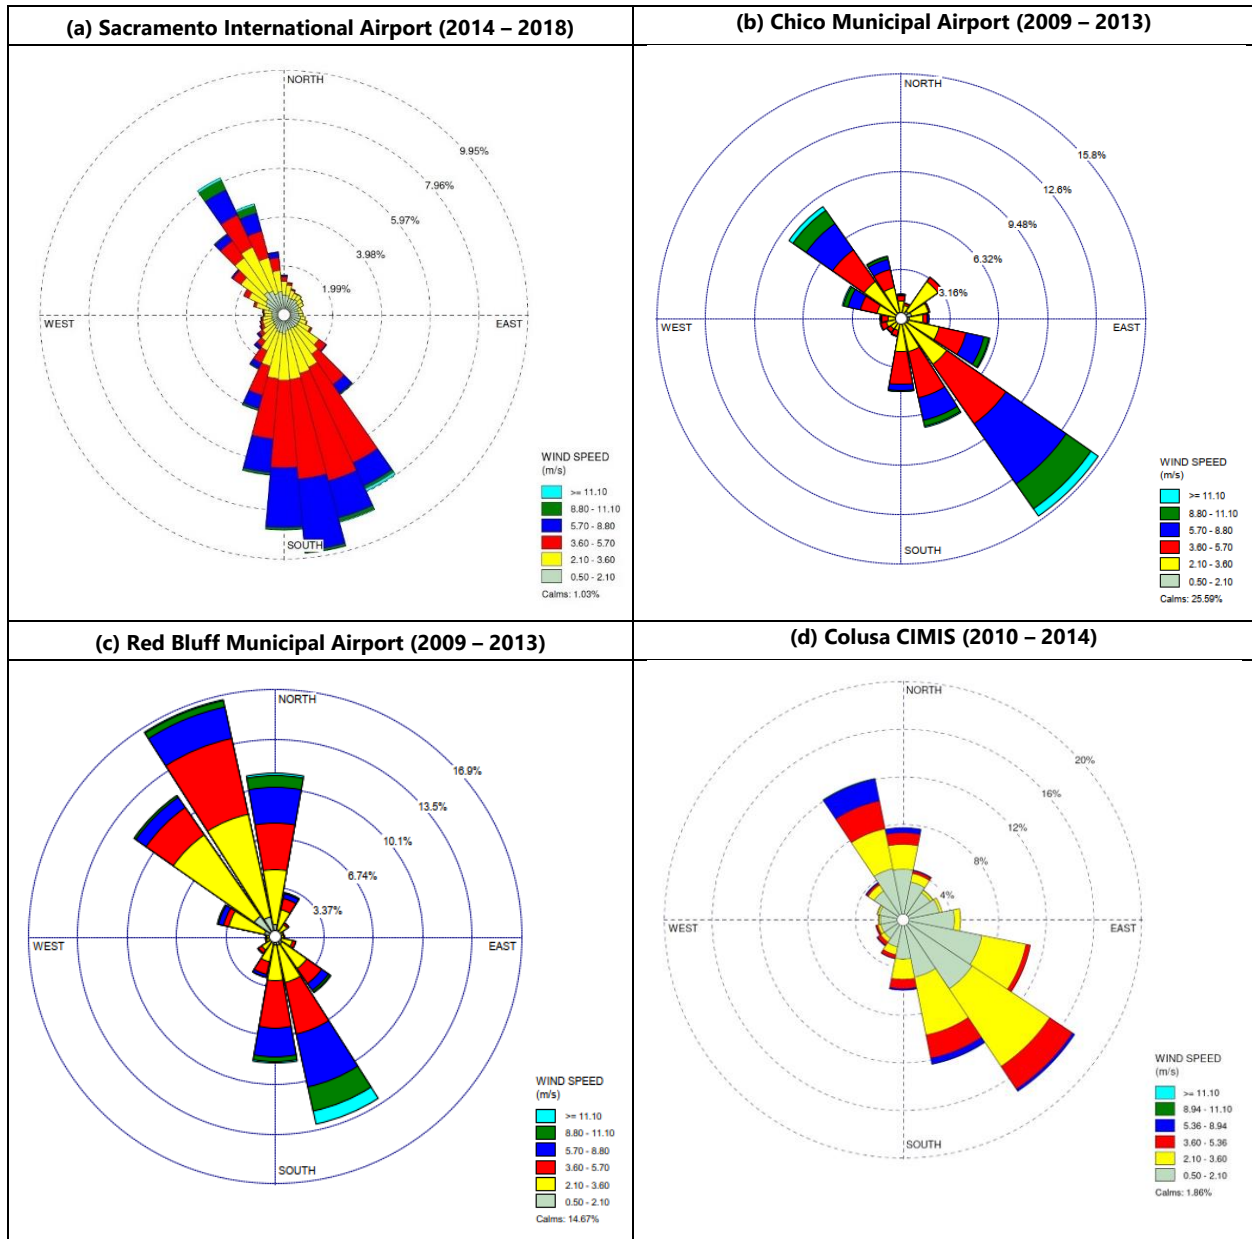 (a) Sacramento International Airport (2014 – 2018)
NORTH
9.95%
7.96%
5.97%
3.98%
1.99%
WEST
EAST
SOUTH
WIND SPEED
(m/s)
>= 11.10
8.80 - 11.10
5.70 - 8.80
3.60 - 5.70
2.10 - 3.60
0.50 - 2.10
Calms: 1.03%
(b) Chico Municipal Airport (2009 – 2013)
NORTH
15.8%
12.6%
9.48%
6.32%
3.16%
WEST
EAST
SOUTH
WIND SPEED
(m/s)
>= 11.10
8.80 - 11.10
5.70 - 8.80
3.60 - 5.70
2.10 - 3.60
0.50 - 2.10
Calms: 25.59%
(c) Red Bluff Municipal Airport (2009 – 2013)
NORTH
16.9%
13.5%
10.1%
6.74%
3.37%
WEST
EAST
SOUTH
WIND SPEED
(m/s)
>= 11.10
8.80 - 11.10
5.70 - 8.80
3.60 - 5.70
2.10 - 3.60
0.50 - 2.10
Calms: 14.67%
(d) Colusa CIMIS (2010 – 2014)
NORTH
20%
16%
12%
8%
4%
WEST
EAST
SOUTH
WIND SPEED
(m/s)
>= 11.10
8.94 - 11.10
5.36 - 8.94
3.60 - 5.36
2.10 - 3.60
0.50 - 2.10
Calms: 1.86%